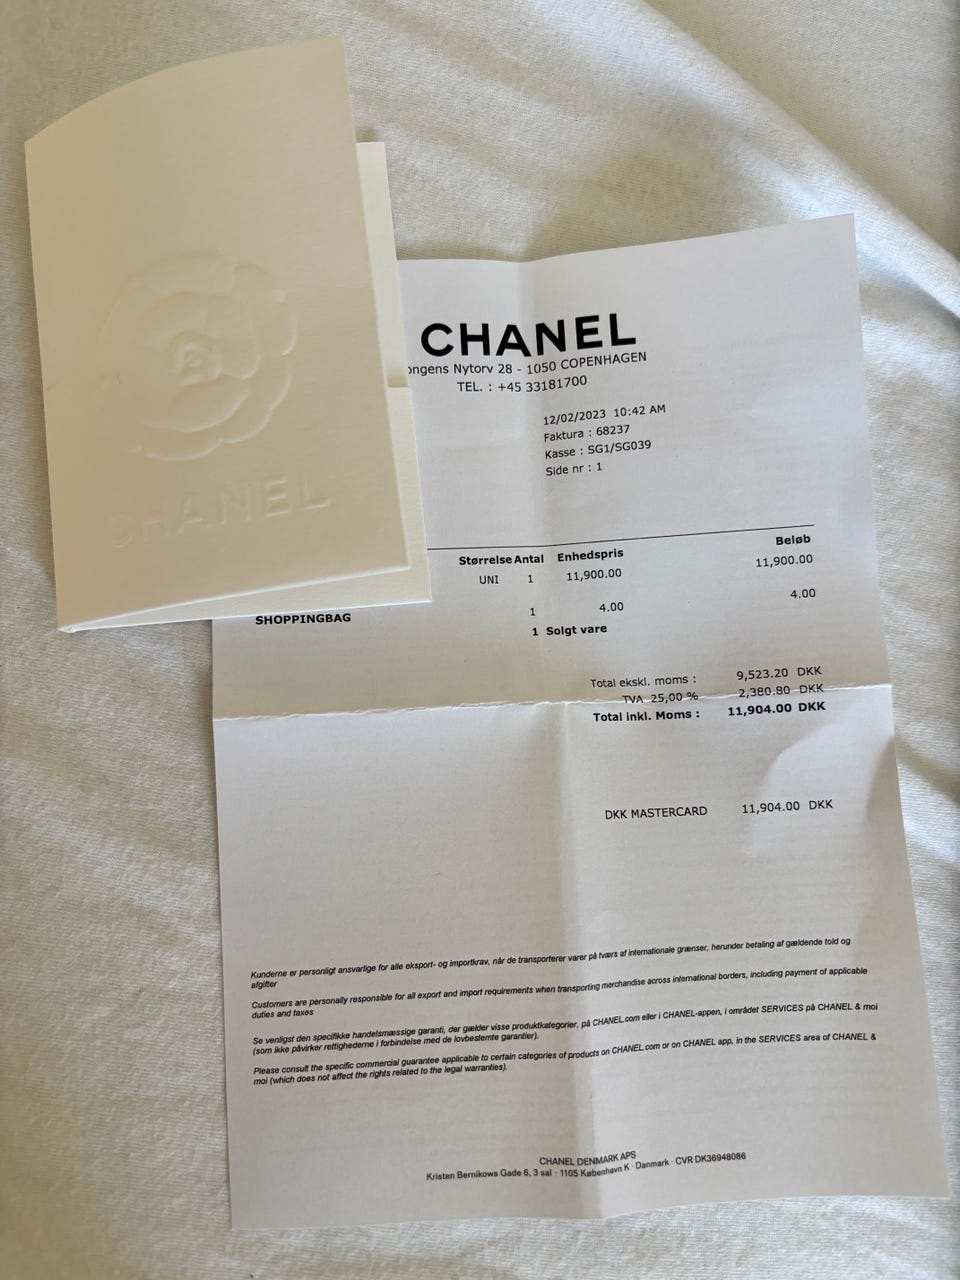 CHANEL
CHANEL
ongens Nytorv 28 - 1050 COPENHAGEN
TEL. : +45 33181700
12/02/2023 10:42 AM
Faktura : 68237
Kasse : SG1/SG039
Side nr : 1
Størrelse Antal Enhedspris Beløb
UNI 1 11,900.00 11,900.00
SHOPPINGBAG 1 4.00 4.00
1 Solgt vare
Total ekskl. moms : 9,523.20 DKK
TVA 25,00 % 2,380.80 DKK
Total inkl. Moms : 11,904.00 DKK
DKK MASTERCARD 11,904.00 DKK
Kunderne er personligt ansvarlige for alle eksport- og importkrav, når de transporterer varer på tværs af internationale grænser, herunder betaling af gældende told og
afgifter
Customers are personally responsible for all export and import requirements when transporting merchandise across international borders, including payment of applicable
duties and taxes
Se venligst den specifikke handelsmæssige garanti, der gælder visse produktkategorier, på CHANEL.com eller i CHANEL-appen, i området SERVICES på CHANEL & moi
(som ikke påvirker rettighederne i forbindelse med de lovbestemte garantier).
Please consult the specific commercial guarantee applicable to certain categories of products on CHANEL.com or on CHANEL app, in the SERVICES area of CHANEL &
moi (which does not affect the rights related to the legal warranties).
CHANEL DENMARK APS
Kristen Bernikows Gade 6, 3 sal · 1105 København K · Danmark · CVR DK36948086